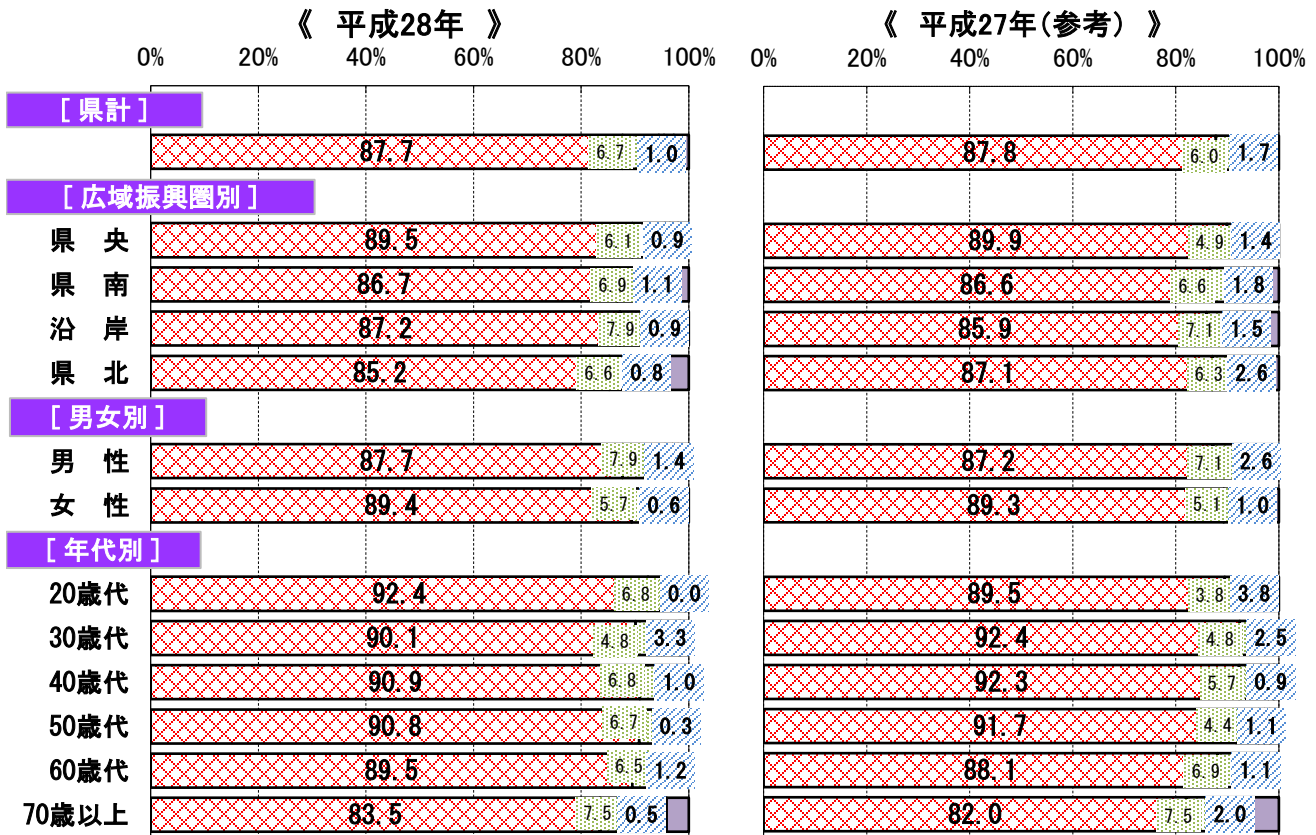 《 平成28年 》 《 平成27年(参考) 》
0% 20% 40% 60% 80% 100% 0% 20% 40% 60% 80% 100%
[ 県計 ]
87.7 6.7 1.0 87.8 6.0 1.7
[ 広域振興圏別 ]
県 央 89.5 6.1 0.9 89.9 4.9 1.4
県 南 86.7 6.9 1.1 86.6 6.6 1.8
沿 岸 87.2 7.9 0.9 85.9 7.1 1.5
県 北 85.2 6.6 0.8 87.1 6.3 2.6
[ 男女別 ]
男 性 87.7 7.9 1.4 87.2 7.1 2.6
女 性 89.4 5.7 0.6 89.3 5.1 1.0
[ 年代別 ]
20歳代 92.4 6.8 0.0 89.5 3.8 3.8
30歳代 90.1 4.8 3.3 92.4 4.8 2.5
40歳代 90.9 6.8 1.0 92.3 5.7 0.9
50歳代 90.8 6.7 0.3 91.7 4.4 1.1
60歳代 89.5 6.5 1.2 88.1 6.9 1.1
70歳以上 83.5 7.5 0.5 82.0 7.5 2.0